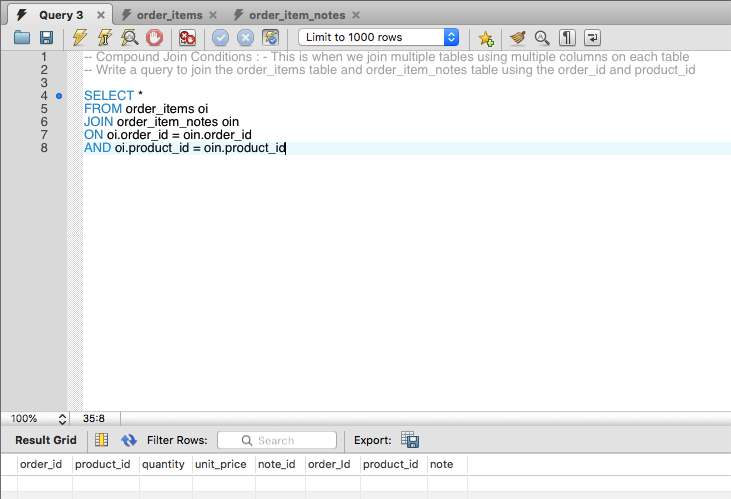 Query 3
order_items
order_item_notes
Limit to 1000 rows
1 -- Compound Join Conditions : - This is when we join multiple tables using multiple columns on each table
2 -- Write a query to join the order_items table and order_item_notes table using the order_id and product_id
3
4 SELECT *
5 FROM order_items oi
6 JOIN order_item_notes oin
7 ON oi.order_id = oin.order_id
8 AND oi.product_id = oin.product_id
100% 35:8
Result Grid Filter Rows: Search Export:
order_id product_id quantity unit_price note_id order_Id product_id note